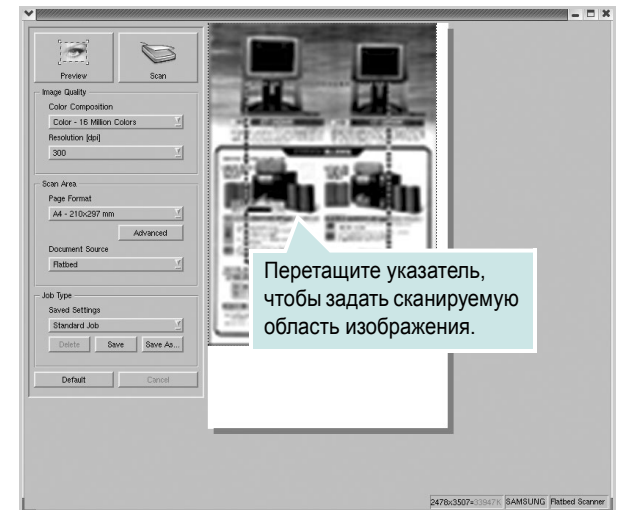 Preview
Scan
Image Quality
Color Composition
Color - 16 Million Colors
Resolution [dpi]
300
Scan Area
Page Format
A4 - 210x297 mm
Advanced
Document Source
Flatbed
Job Type
Saved Settings
Standard Job
Delete Save Save As...
Default Cancel
Перетащите указатель,
чтобы задать сканируемую
область изображения.
2478x3507=33947K SAMSUNG Flatbed Scanner